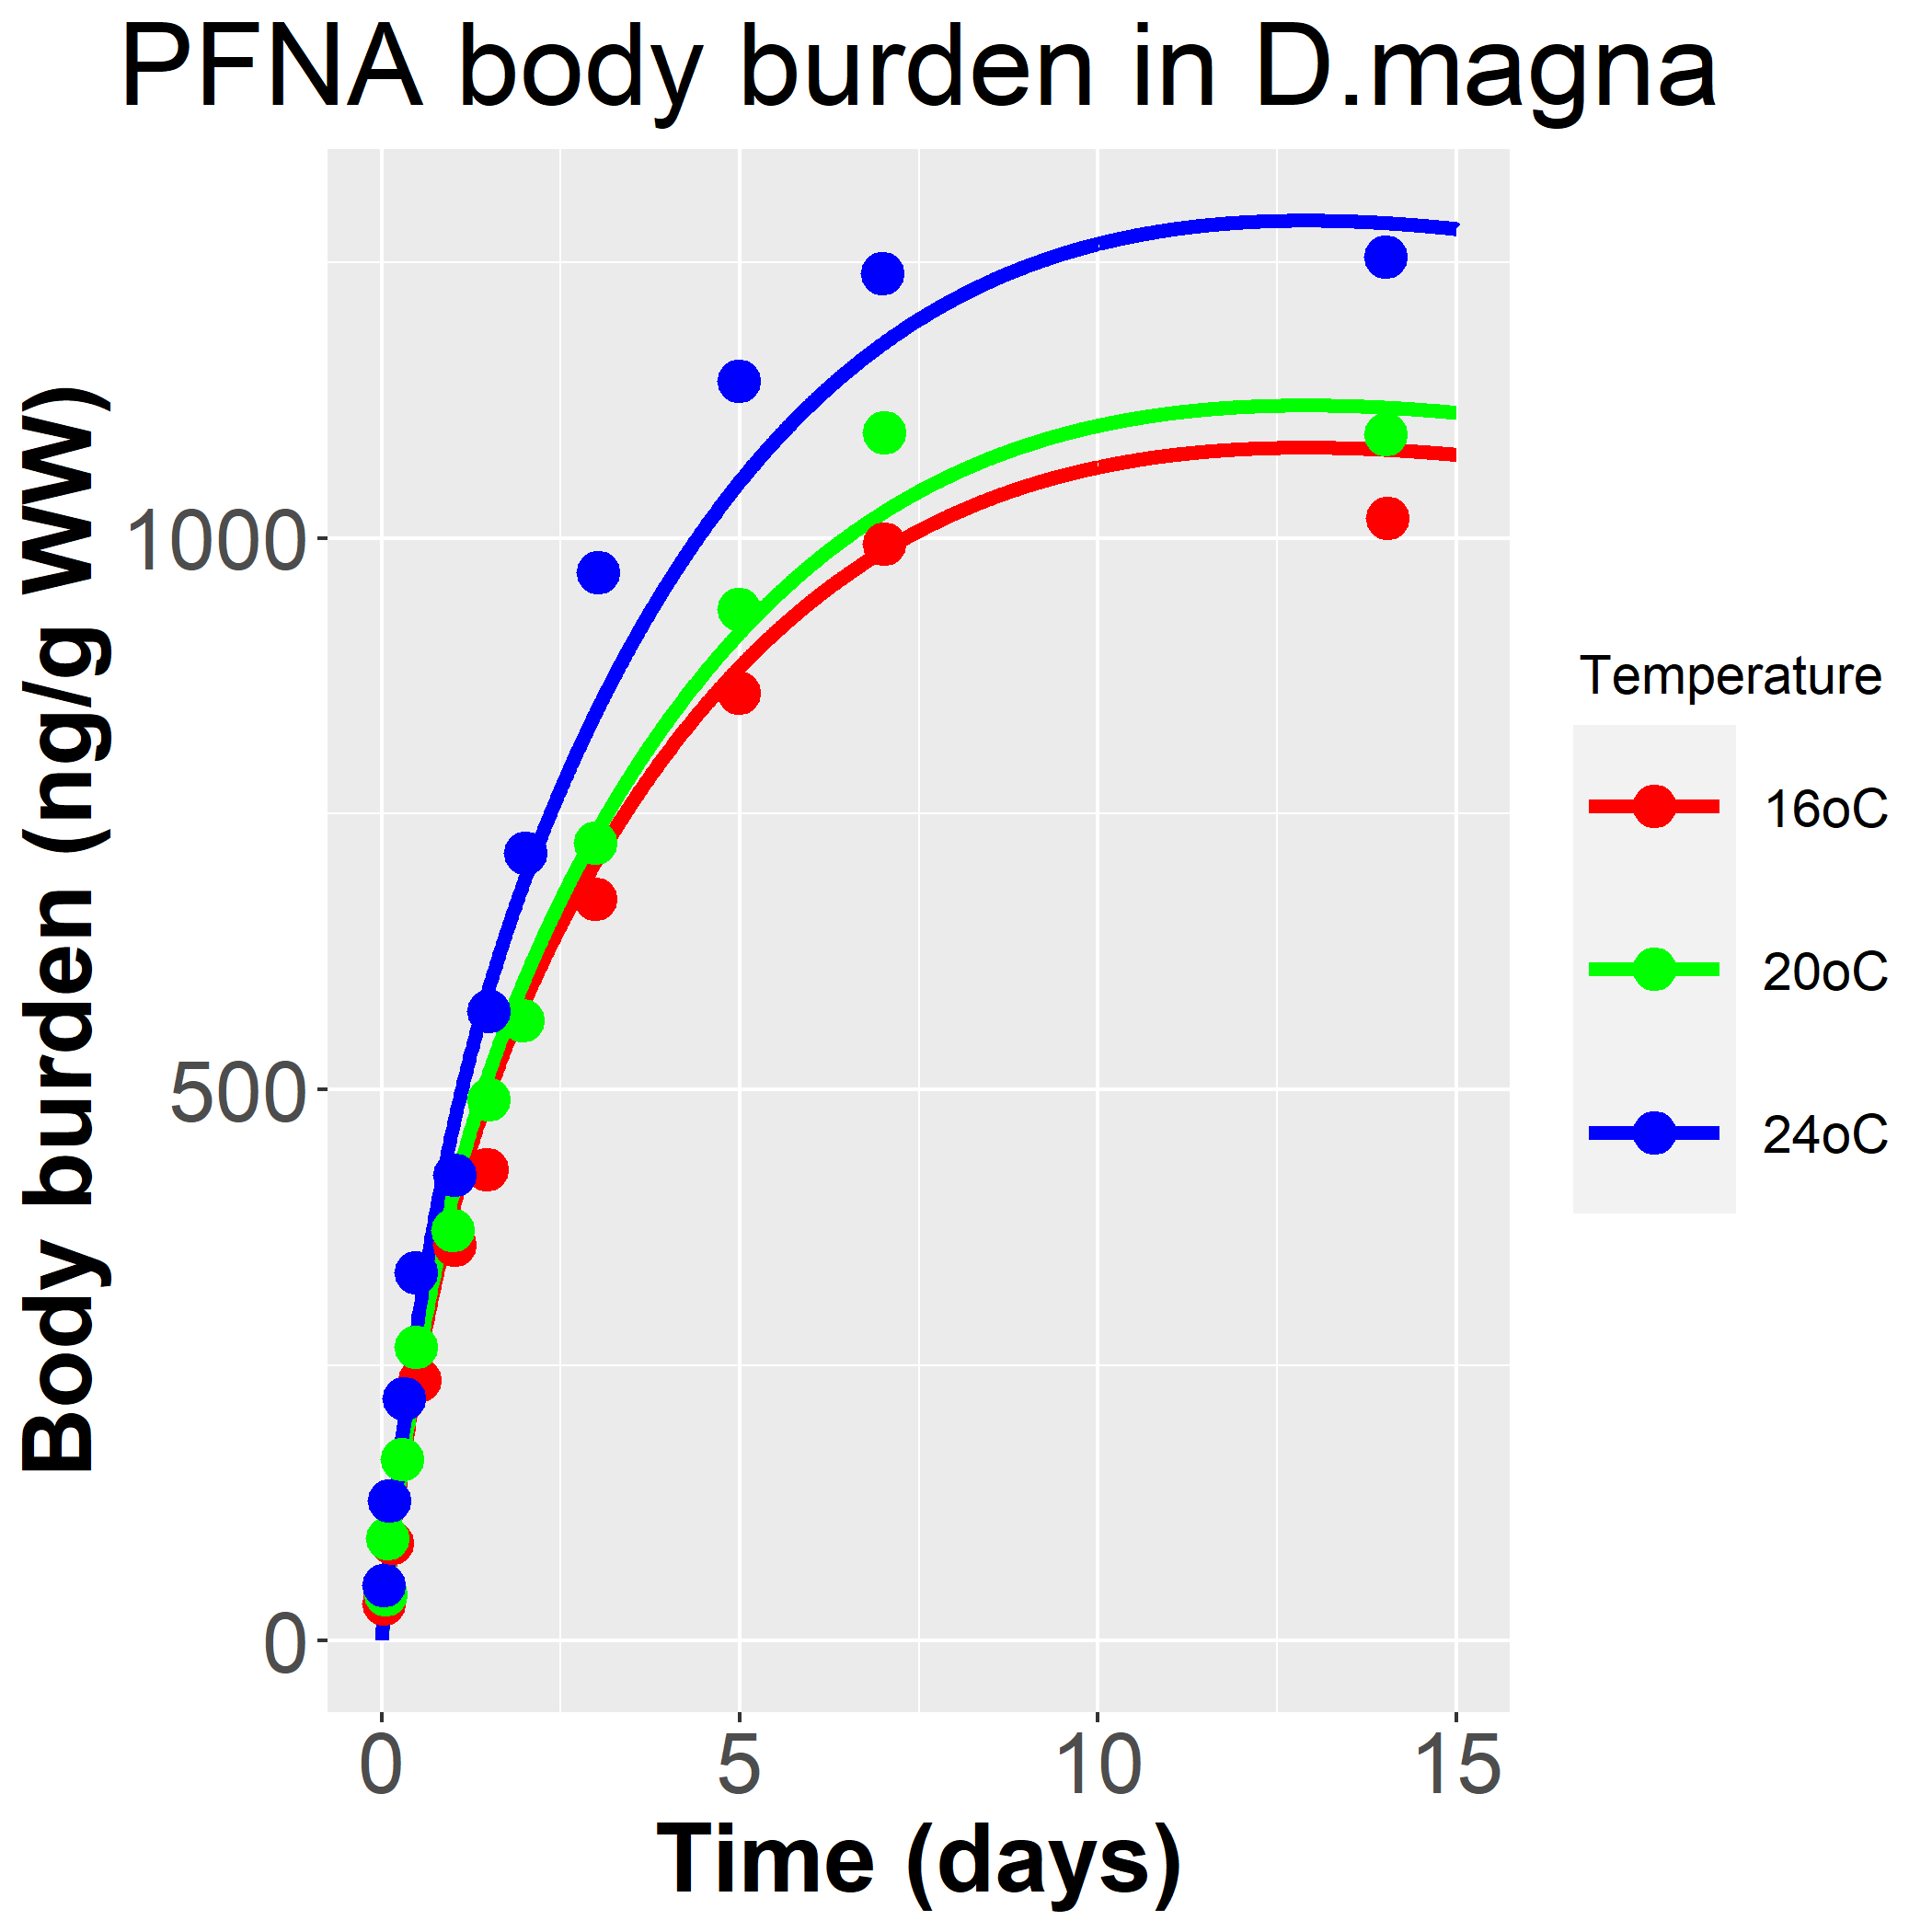 PFNA body burden in D.magna
Body burden (ng/g WW)
1000
500
0
0 5 10 15
Time (days)
Temperature
16oC
20oC
24oC